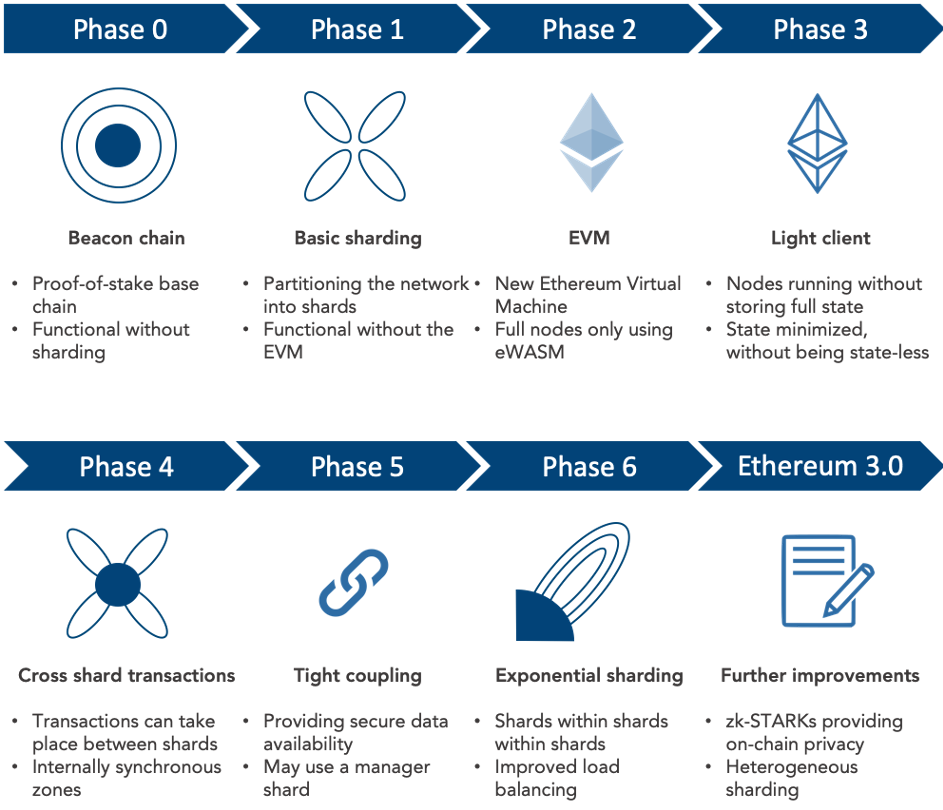 Phase 0
Phase 1
Phase 2
Phase 3
Beacon chain
• Proof-of-stake base
chain
• Functional without
sharding
Basic sharding
• Partitioning the network
into shards
• Functional without the
EVM
EVM
• New Ethereum Virtual
Machine
• Full nodes only using
eWASM
Light client
• Nodes running without
storing full state
• State minimized,
without being state-less
Phase 4
Phase 5
Phase 6
Ethereum 3.0
Cross shard transactions
• Transactions can take
place between shards
• Internally synchronous
zones
Tight coupling
• Providing secure data
availability
• May use a manager
shard
Exponential sharding
• Shards within shards
within shards
• Improved load
balancing
Further improvements
• zk-STARKs providing
on-chain privacy
• Heterogeneous
sharding